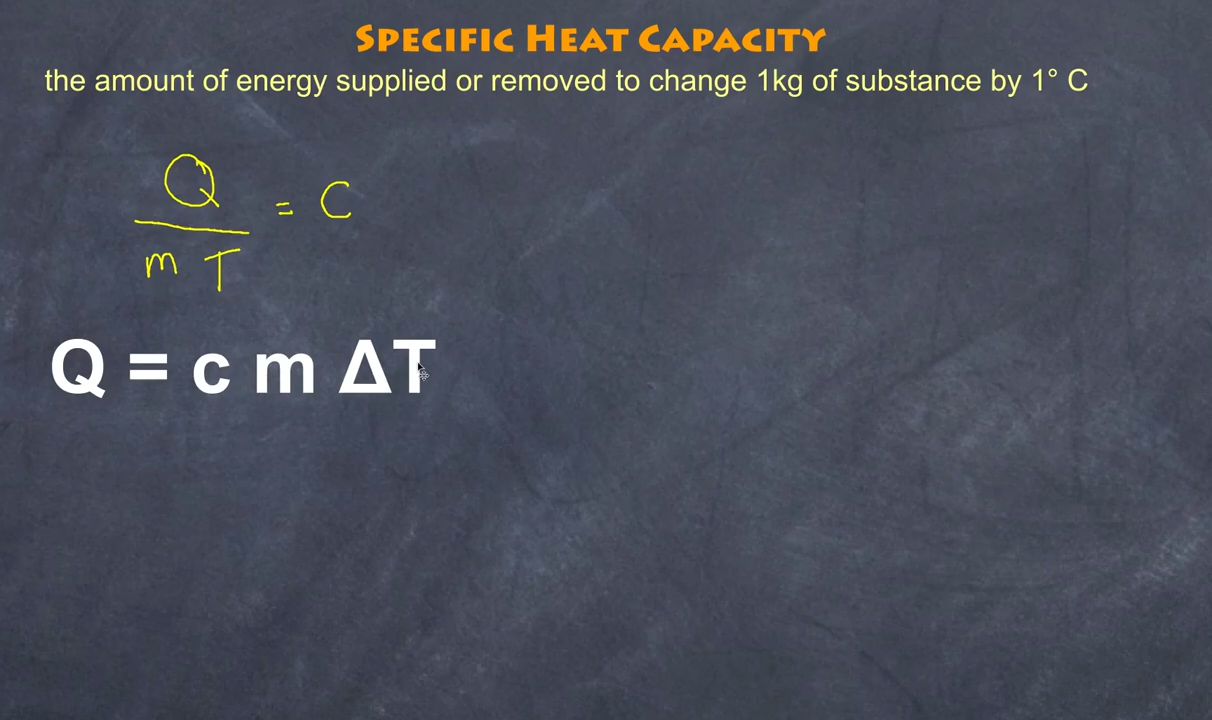 SPECIFIC HEAT CAPACITY
the amount of energy supplied or removed to change 1kg of substance by 1° C
Q
= C
m T
Q = c m ΔT